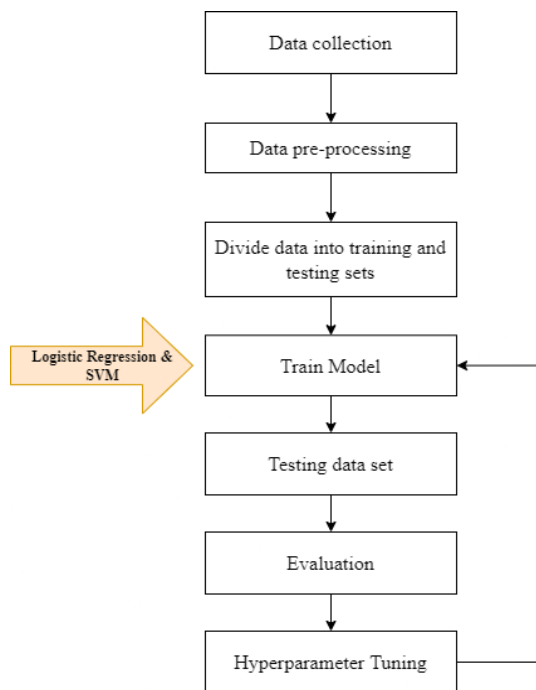 Data collection
Data pre-processing
Divide data into training and
testing sets
Logistic Regression &
SVM
Train Model
Testing data set
Evaluation
Hyperparameter Tuning